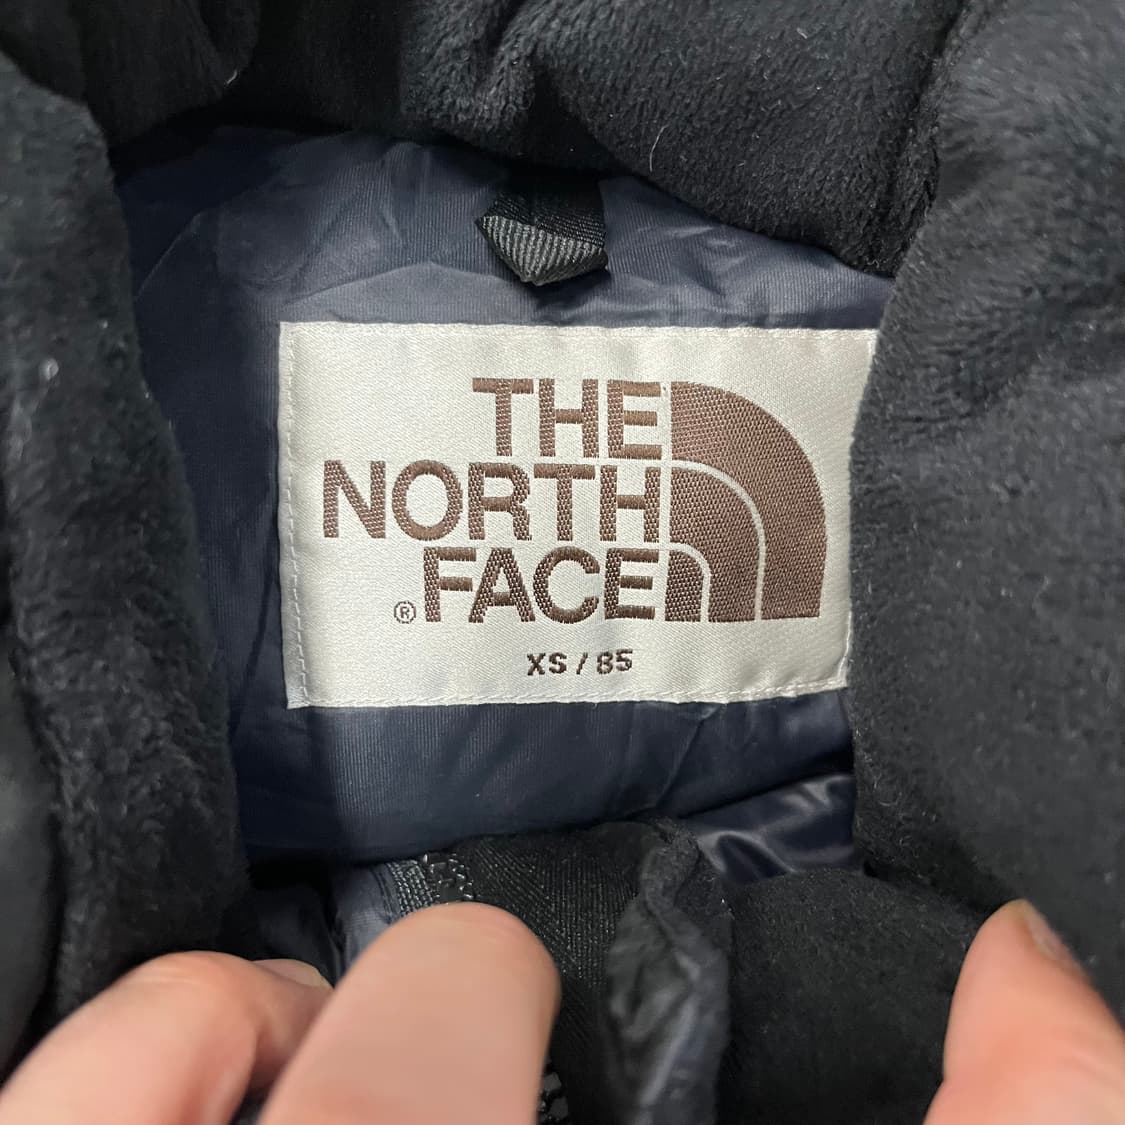 THE
NORTH
® FACE
XS / 85